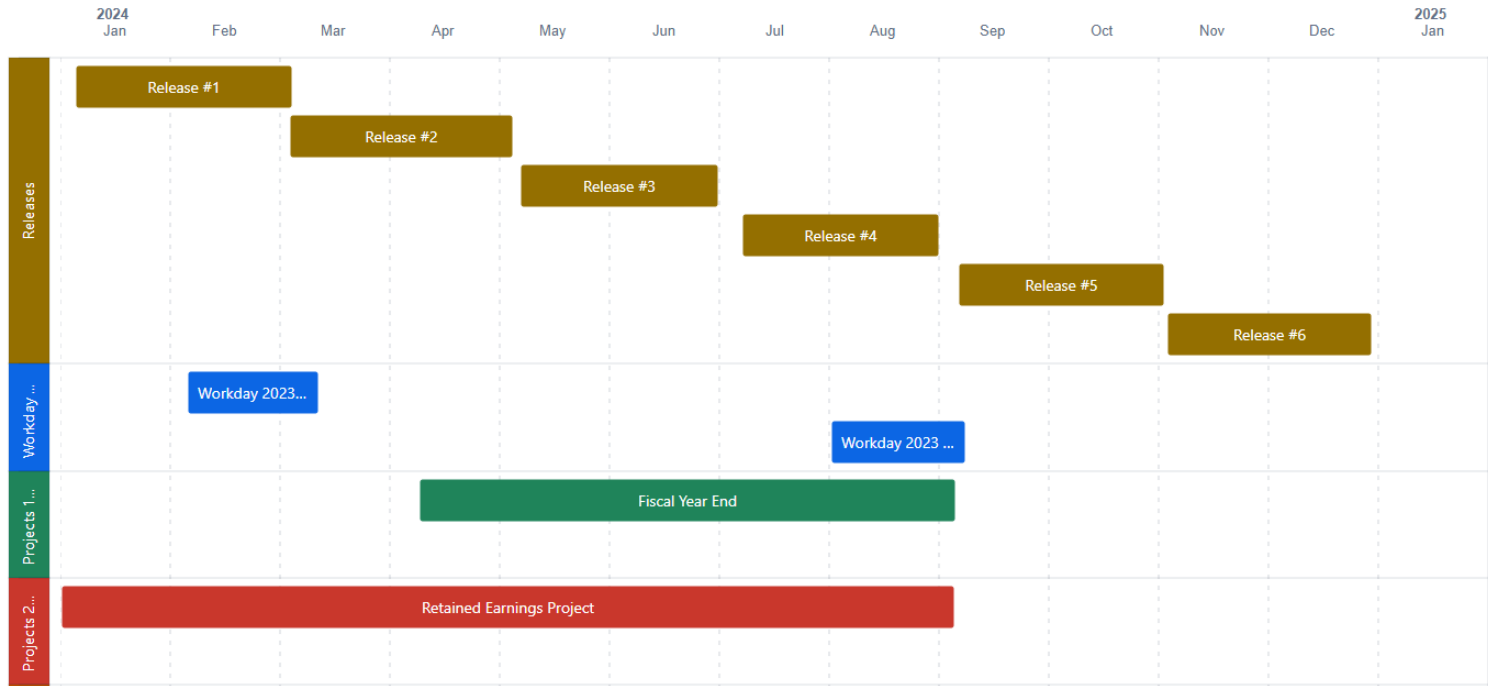 2024
2025
Jan Feb Mar Apr May Jun Jul Aug Sep Oct Nov Dec Jan
Releases
Release #1
Release #2
Release #3
Release #4
Release #5
Release #6
Workday ...
Workday 2023...
Workday 2023 ...
Projects 1...
Fiscal Year End
Projects 2...
Retained Earnings Project